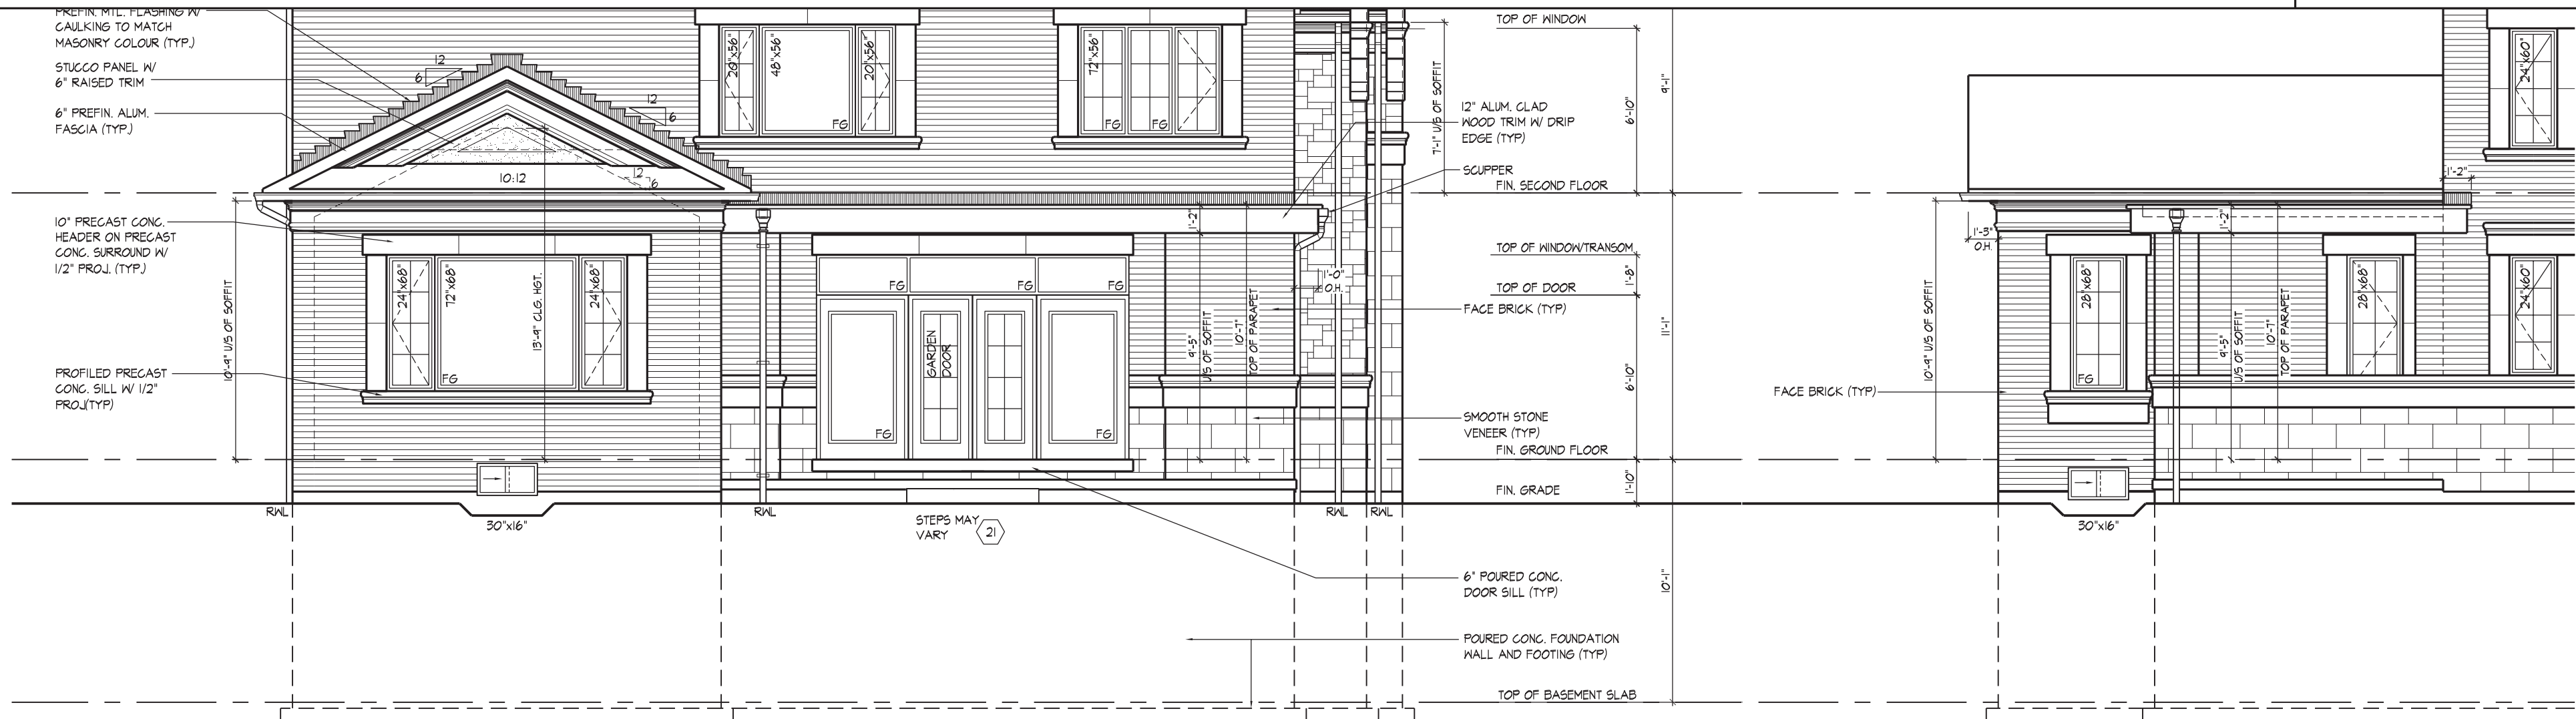 PREFIN. MTL. FLASHING W/
CAULKING TO MATCH
MASONRY COLOUR (TYP.)
STUCCO PANEL W/
6" RAISED TRIM
6" PREFIN. ALUM.
FASCIA (TYP.)
10" PRECAST CONC.
HEADER ON PRECAST
CONC. SURROUND W/
1/2" PROJ. (TYP.)
PROFILED PRECAST
CONC. SILL W/ 1/2"
PROJ.(TYP)
10'-9" U/S OF SOFFIT
12
6
12
6
10:12
12
6
24"x68"
72"x68"
FG
24"x68"
13'-9" CLG. HGT.
RWL
30"x16"
20"x56"
48"x56"
FG
20"x56"
72"x56"
FG
FG
1'-2"
FG
FG
FG
FG
GARDEN
DOOR
FG
9'-5"
U/S OF SOFFIT
10'-7"
TOP OF PARAPET
1'-0"
O.H.
RWL
STEPS MAY
VARY
21
RWL
RWL
7'-1" U/S OF SOFFIT
12" ALUM. CLAD
WOOD TRIM W/ DRIP
EDGE (TYP)
SCUPPER
FACE BRICK (TYP)
SMOOTH STONE
VENEER (TYP)
6" POURED CONC.
DOOR SILL (TYP)
POURED CONC. FOUNDATION
WALL AND FOOTING (TYP)
TOP OF WINDOW
FIN. SECOND FLOOR
TOP OF WINDOW/TRANSOM
TOP OF DOOR
FIN. GROUND FLOOR
FIN. GRADE
TOP OF BASEMENT SLAB
6'-10"
9'-1"
1'-8"
11'-1"
6'-10"
1'-10"
10'-1"
FACE BRICK (TYP)
10'-9" U/S OF SOFFIT
1'-3"
O.H.
28"x68"
FG
30"x16"
1'-2"
9'-5"
U/S OF SOFFIT
10'-7"
TOP OF PARAPET
28"x68"
1'-2"
24"x60"
24"x60"